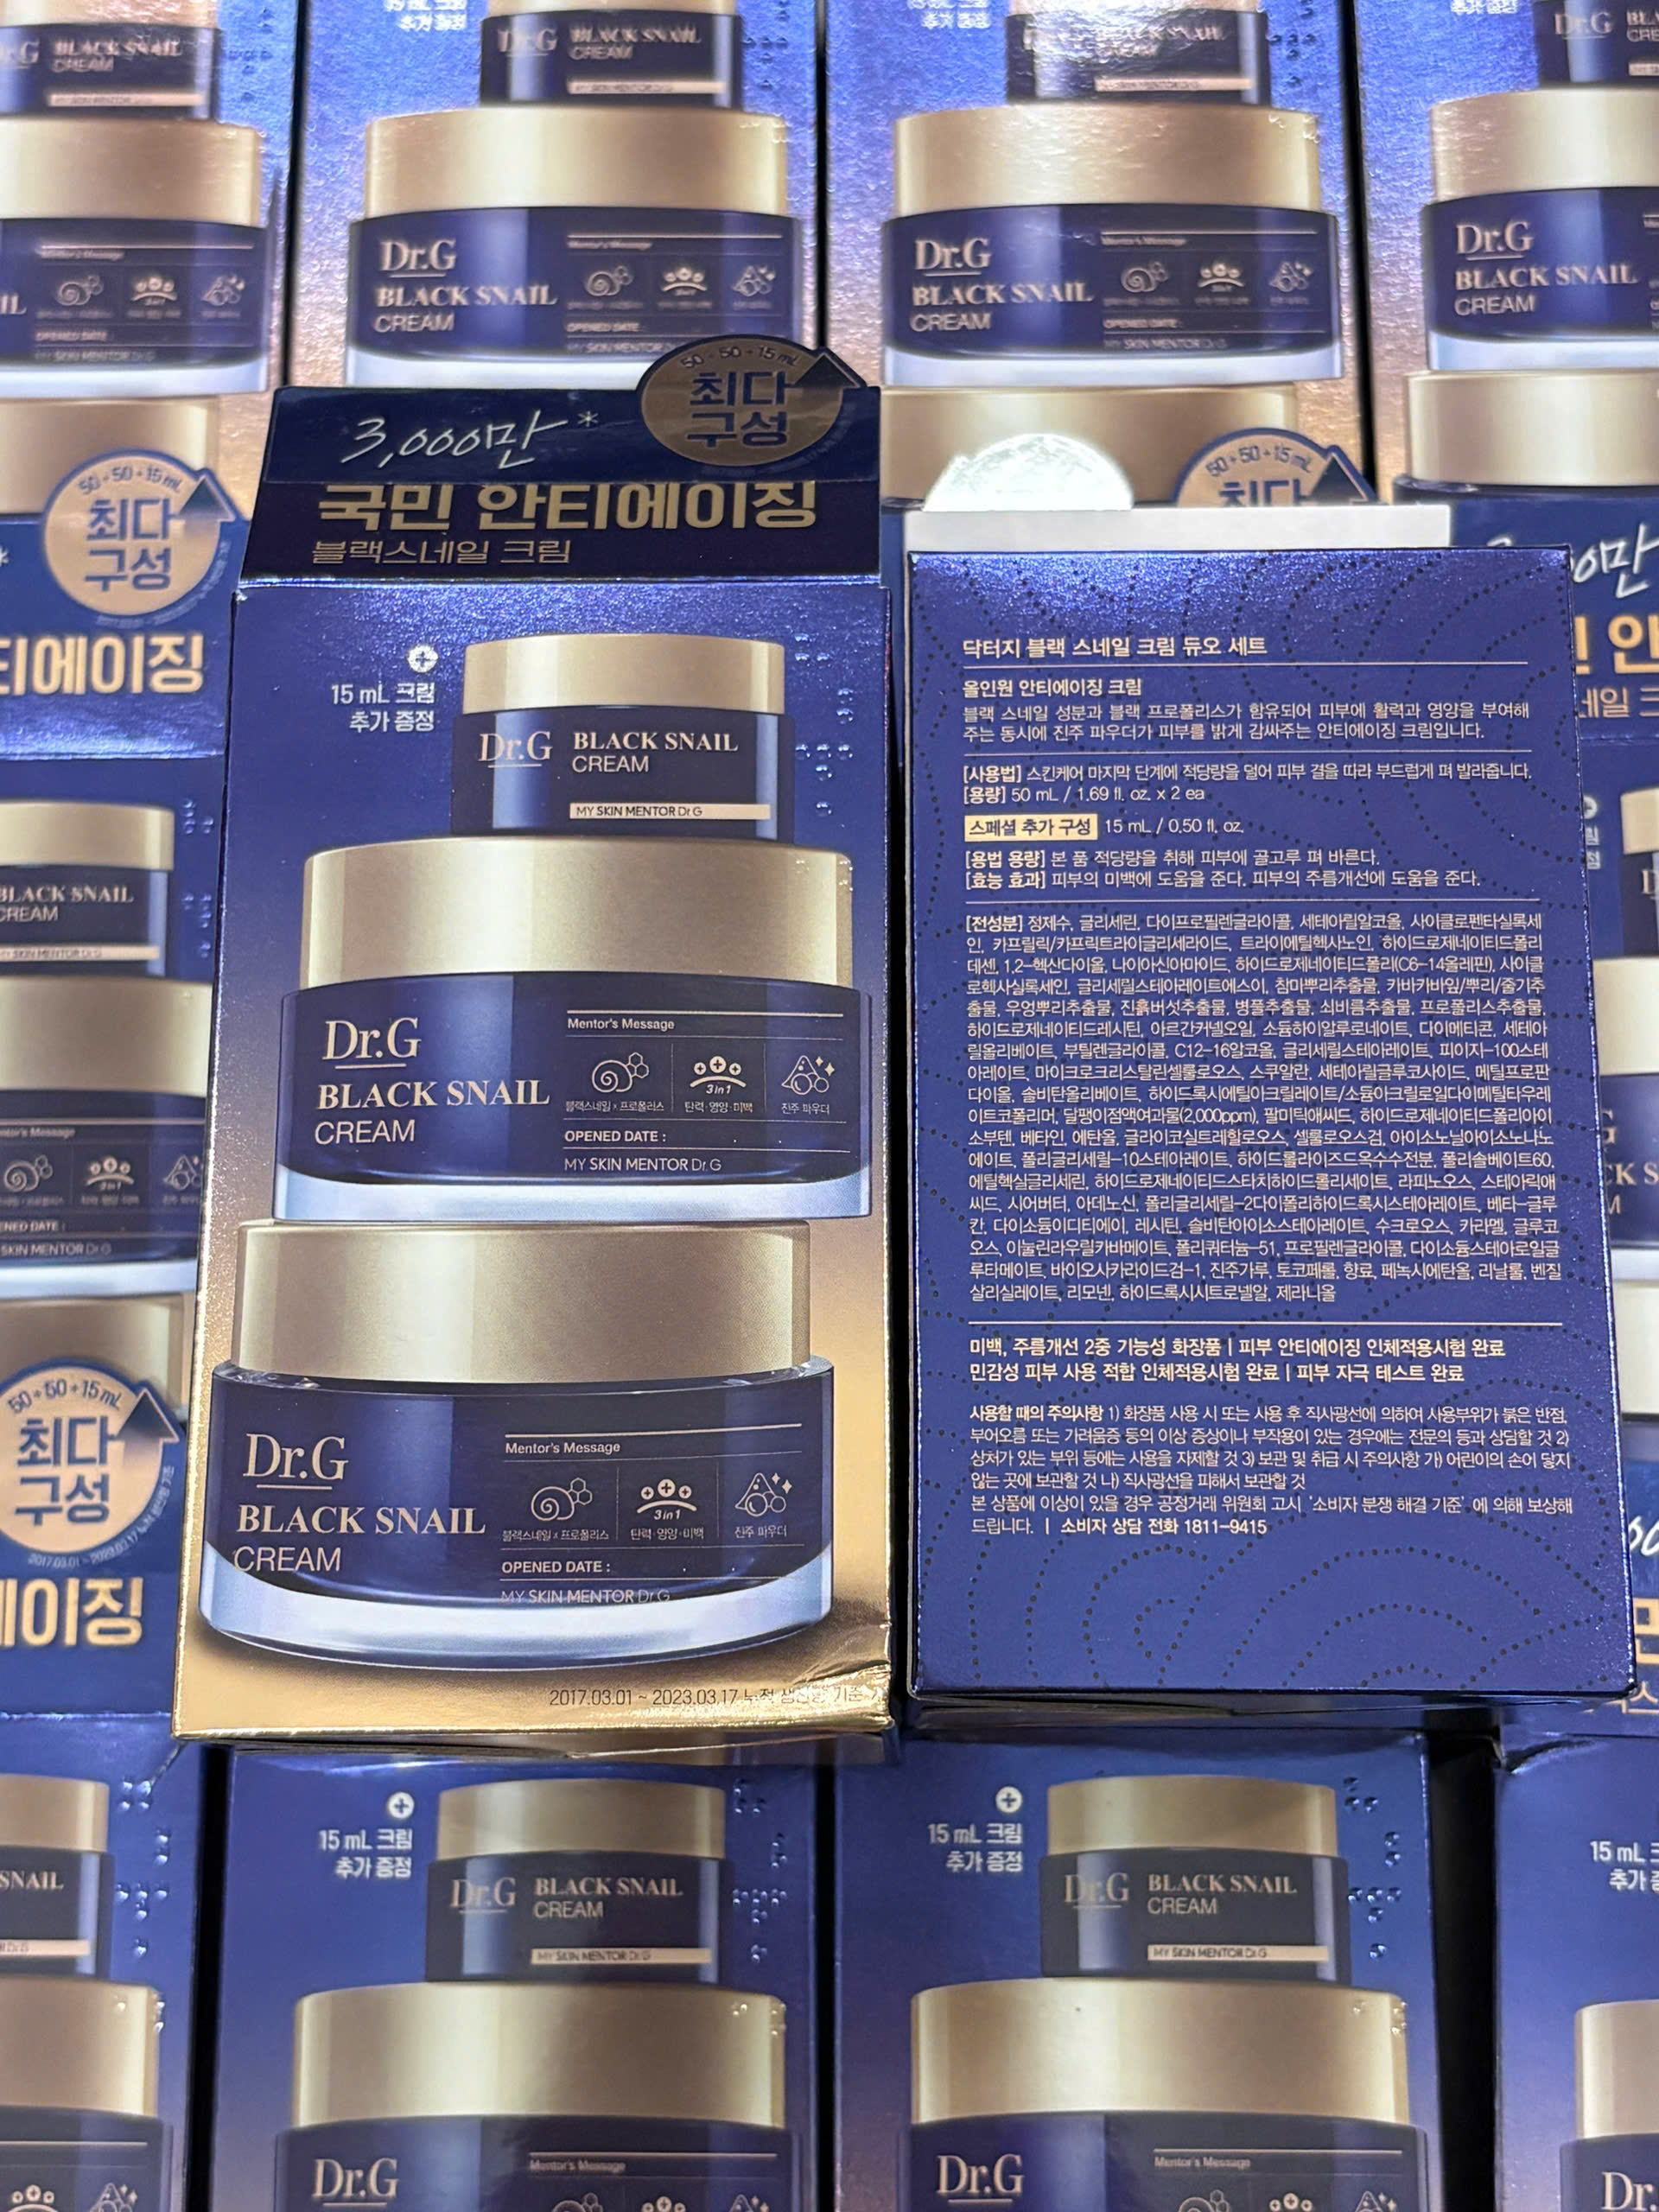 50+50+15mL
최다
구성
3,000만*
국민 안티에이징
블랙스네일 크림
15 mL 크림
추가 증정
Dr.G BLACK SNAIL
CREAM
MY SKIN MENTOR Dr.G
Dr.G
BLACK SNAIL
CREAM
Mentor's Message
블랙스네일 x 프로폴리스
3in1
탄력·영양·미백
진주 파우더
OPENED DATE :
MY SKIN MENTOR Dr.G
Dr.G
BLACK SNAIL
CREAM
Mentor's Message
블랙스네일 x 프로폴리스
3in1
탄력·영양·미백
진주 파우더
OPENED DATE :
MY SKIN MENTOR Dr.G
2017.03.01 ~ 2023.03.17 누적 생산량 기준
닥터지 블랙 스네일 크림 듀오 세트
올인원 안티에이징 크림
블랙 스네일 성분과 블랙 프로폴리스가 함유되어 피부에 활력과 영양을 부여해
주는 동시에 진주 파우더가 피부를 밝게 감싸주는 안티에이징 크림입니다.
[사용법] 스킨케어 마지막 단계에 적당량을 덜어 피부 결을 따라 부드럽게 펴 발라줍니다.
[용량] 50 mL / 1.69 fl. oz. x 2 ea
스페셜 추가 구성 15 mL / 0.50 fl. oz.
[용법 용량] 본 품 적당량을 취해 피부에 골고루 펴 바른다.
[효능 효과] 피부의 미백에 도움을 준다. 피부의 주름개선에 도움을 준다.
[전성분] 정제수, 글리세린, 다이프로필렌글라이콜, 세테아릴알코올, 사이클로펜타실록세
인, 카프릴릭/카프릭트라이글리세라이드, 트라이에틸헥사노인, 하이드로제네이티드폴리
데센, 1,2-헥산다이올, 나이아신아마이드, 하이드로제네이티드폴리(C6-14올레핀), 사이클
로헥사실록세인, 글리세릴스테아레이트에스이, 참마뿌리추출물, 카바카바잎/뿌리/줄기추
출물, 우엉뿌리추출물, 진흙버섯추출물, 병풀추출물, 쇠비름추출물, 프로폴리스추출물,
하이드로제네이티드레시틴, 아르간커넬오일, 소듐하이알루로네이트, 다이메티콘, 세테아
릴올리베이트, 부틸렌글라이콜, C12-16알코올, 글리세릴스테아레이트, 피이지-100스테
아레이트, 마이크로크리스탈린셀룰로오스, 스쿠알란, 세테아릴글루코사이드, 메틸프로판
다이올, 솔비탄올리베이트, 하이드록시에틸아크릴레이트/소듐아크릴로일다이메틸타우레
이트코폴리머, 달팽이점액여과물(2,000ppm), 팔미틱애씨드, 하이드로제네이티드폴리아이
소부텐, 베타인, 에탄올, 글라이코실트레할로오스, 셀룰로오스검, 아이소노닐아이소노나노
에이트, 폴리글리세릴-10스테아레이트, 하이드롤라이즈드옥수수전분, 폴리솔베이트60,
에틸헥실글리세린, 하이드로제네이티드스타치하이드롤리세이트, 라피노오스, 스테아릭애
씨드, 시어버터, 아데노신, 폴리글리세릴-2다이폴리하이드록시스테아레이트, 베타-글루
칸, 다이소듐이디티에이, 레시틴, 솔비탄아이소스테아레이트, 수크로오스, 카라멜, 글루코
오스, 이눌린라우릴카바메이트, 폴리쿼터늄-51, 프로필렌글라이콜, 다이소듐스테아로일글
루타메이트, 바이오사카라이드검-1, 진주가루, 토코페롤, 향료, 페녹시에탄올, 리날룰, 벤질
살리실레이트, 리모넨, 하이드록시시트로넬알, 제라니올
미백, 주름개선 2중 기능성 화장품 | 피부 안티에이징 인체적용시험 완료
민감성 피부 사용 적합 인체적용시험 완료 | 피부 자극 테스트 완료
사용할 때의 주의사항 1) 화장품 사용 시 또는 사용 후 직사광선에 의하여 사용부위가 붉은 반점,
부어오름 또는 가려움증 등의 이상 증상이나 부작용이 있는 경우에는 전문의 등과 상담할 것 2)
상처가 있는 부위 등에는 사용을 자제할 것 3) 보관 및 취급 시 주의사항 가) 어린이의 손이 닿지
않는 곳에 보관할 것 나) 직사광선을 피해서 보관할 것
본 상품에 이상이 있을 경우 공정거래 위원회 고시, '소비자 분쟁 해결 기준'에 의해 보상해
드립니다. | 소비자 상담 전화 1811-9415
15 mL 크림
추가 증정
Dr.G BLACK SNAIL
CREAM
MY SKIN MENTOR Dr.G
Dr.G
Mentor's Message
15 mL 크림
추가 증정
Dr.G BLACK SNAIL
CREAM
MY SKIN MENTOR Dr.G
Dr.G
Mentor's Message